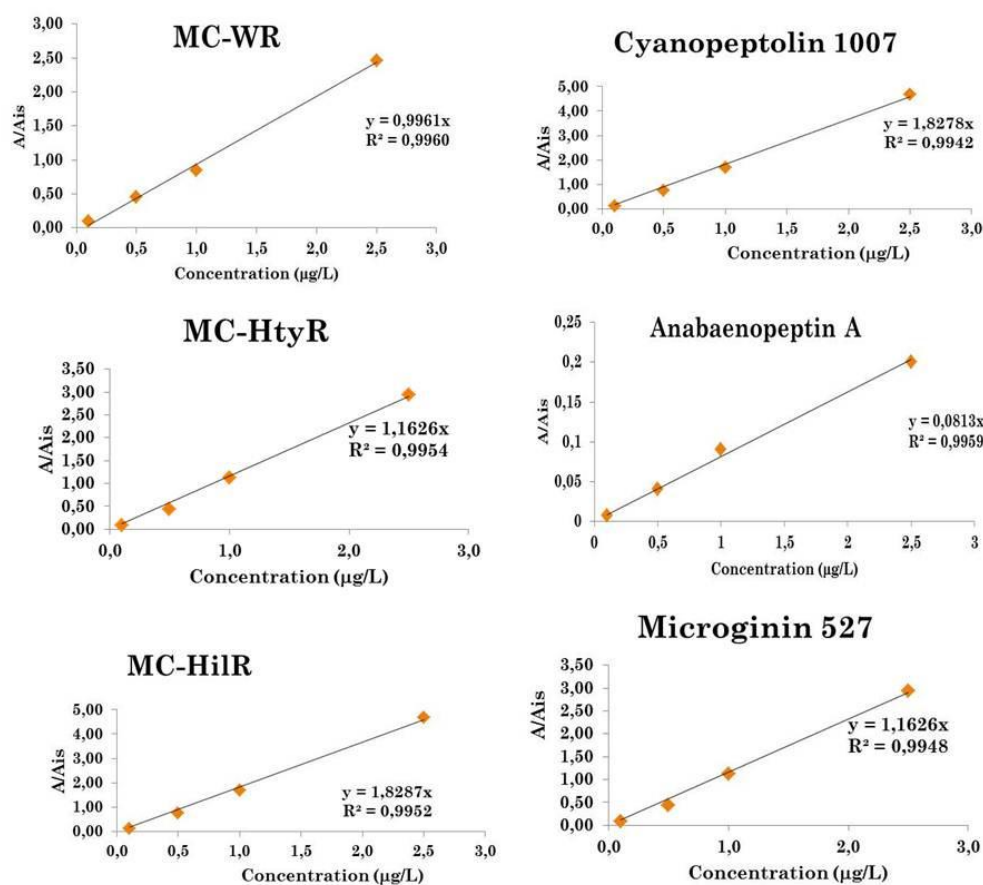 MC-WR
3,00
2,50
2,00
1,50
1,00
0,50
0,00
A/Ais
y = 0,9961x
R² = 0,9960
0,0 0,5 1,0 1,5 2,0 2,5 3,0
Concentration (µg/L)
Cyanopeptolin 1007
5,00
4,00
3,00
2,00
1,00
0,00
A/Ais
y = 1,8278x
R² = 0,9942
0,0 0,5 1,0 1,5 2,0 2,5 3,0
Concentration (µg/L)
MC-HtyR
3,50
3,00
2,50
2,00
1,50
1,00
0,50
0,00
A/Ais
y = 1,1626x
R² = 0,9954
0,0 1,0 2,0 3,0
Concentration (µg/L)
Anabaenopeptin A
0,25
0,2
0,15
0,1
0,05
0
A/Ais
y = 0,0813x
R² = 0,9959
0 0,5 1 1,5 2 2,5 3
Concentration (µg/L)
MC-HilR
5,00
4,00
3,00
2,00
1,00
0,00
A/Ais
y = 1,8287x
R² = 0,9952
0,0 0,5 1,0 1,5 2,0 2,5 3,0
Concentration (µg/L)
Microginin 527
3,50
3,00
2,50
2,00
1,50
1,00
0,50
0,00
A/Ais
y = 1,1626x
R² = 0,9948
0,0 1,0 2,0 3,0
Concentration (µg/L)